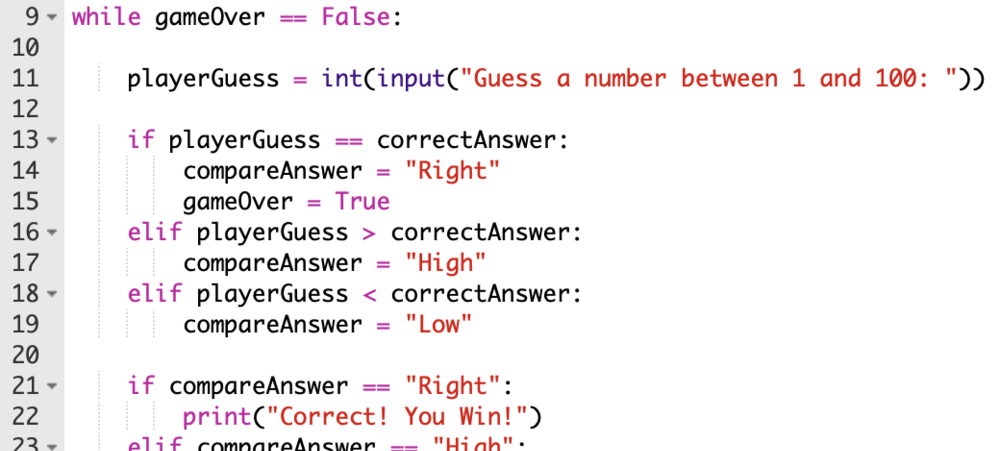 9 while gameOver == False:
10
11 playerGuess = int(input("Guess a number between 1 and 100: "))
12
13 if playerGuess == correctAnswer:
14 compareAnswer = "Right"
15 gameOver = True
16 elif playerGuess > correctAnswer:
17 compareAnswer = "High"
18 elif playerGuess < correctAnswer:
19 compareAnswer = "Low"
20
21 if compareAnswer == "Right":
22 print("Correct! You Win!")
23 elif compareAnswer == "High":